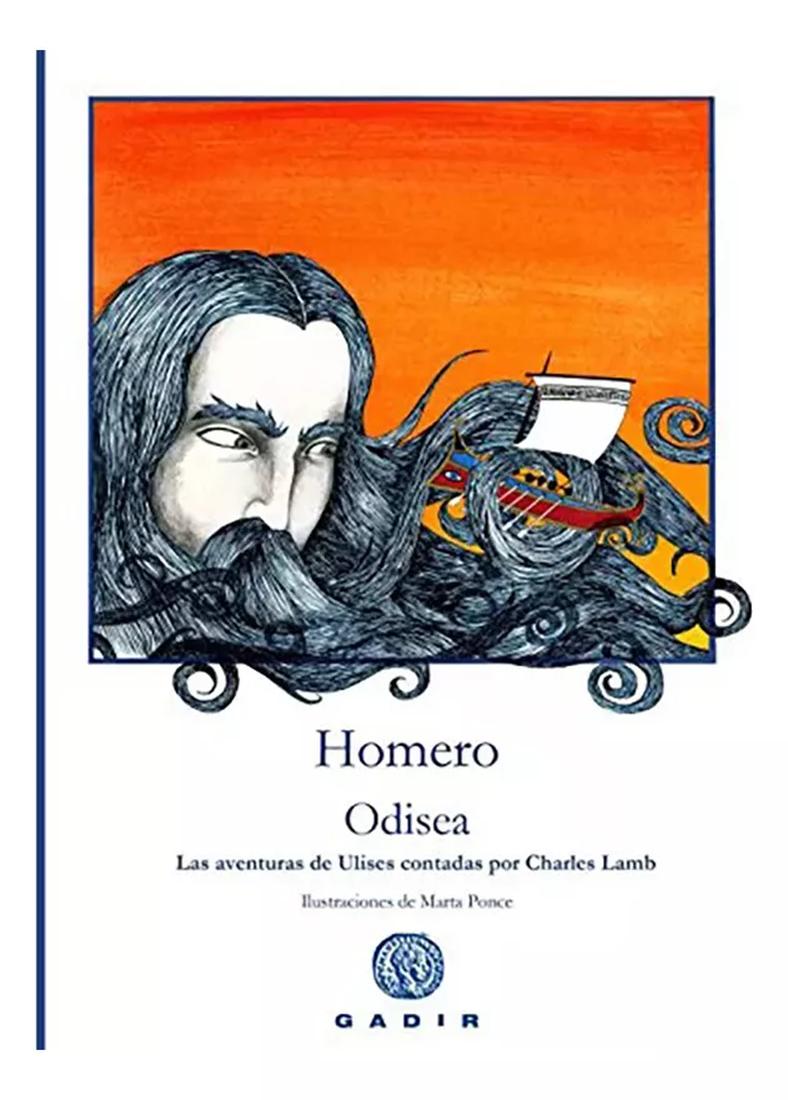 Homero
Odisea
Las aventuras de Ulises contadas por Charles Lamb
Ilustraciones de Marta Ponce
GADIR